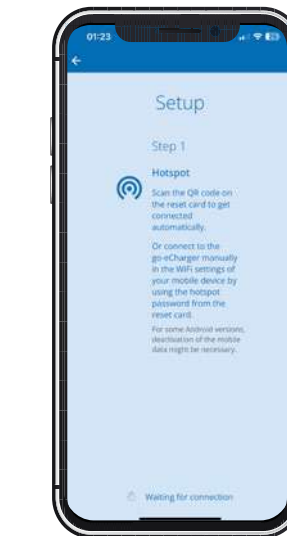 01:23
Setup
Step 1
Hotspot
Scan the QR code on
the reset card to get
connected
automatically.
Or connect to the
go-eCharger manually
in the WiFi settings of
your mobile device by
using the hotspot
password from the
reset card.
For some Android versions,
deactivation of the mobile
data might be necessary.
Waiting for connection